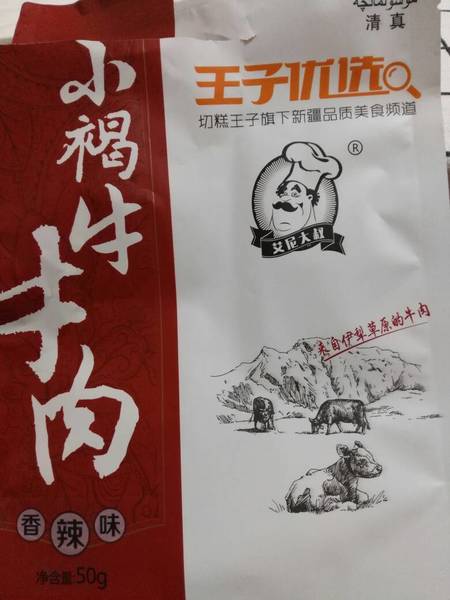 清真
王子优选
切糕王子旗下新疆品质美食频道
®
艾尼大叔
来自伊犁草原的牛肉
小褐牛
牛肉
香辣味
净含量:50g